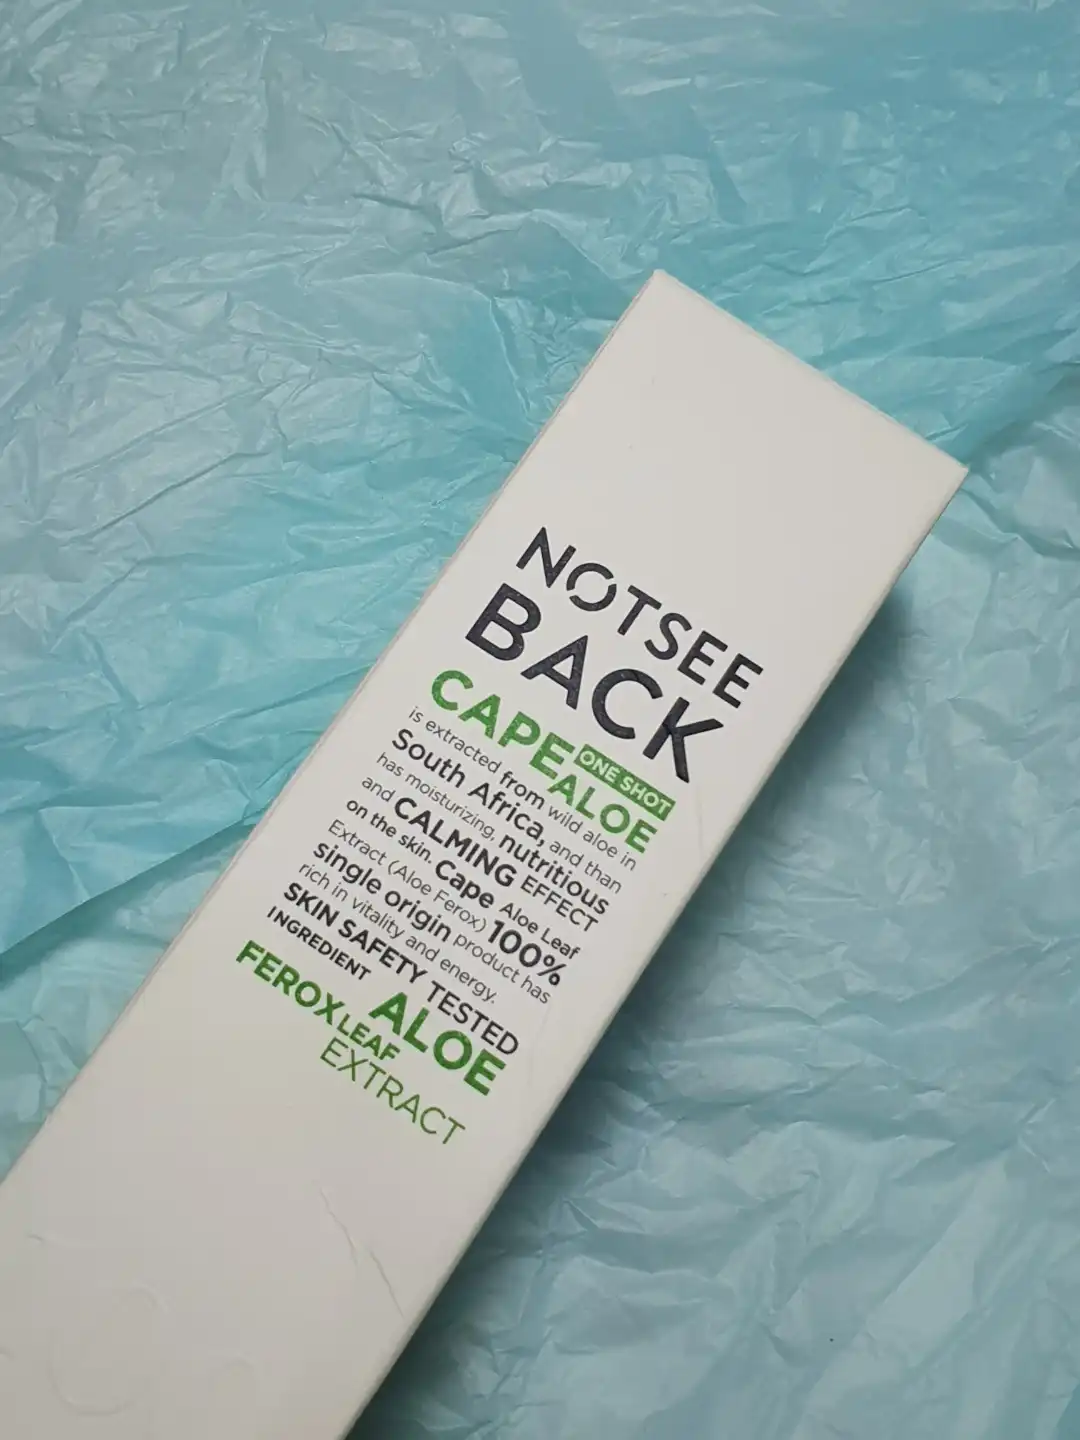 NOTSEE
BACK
CAPE ONE SHOT
ALOE
is extracted from wild aloe in
South Africa, and than
has moisturizing, nutritious
and CALMING EFFECT
on the skin. Cape Aloe Leaf
Extract (Aloe Ferox) 100%
single origin product has
rich in vitality and energy.
SKIN SAFETY TESTED
INGREDIENT ALOE
FEROX LEAF
EXTRACT